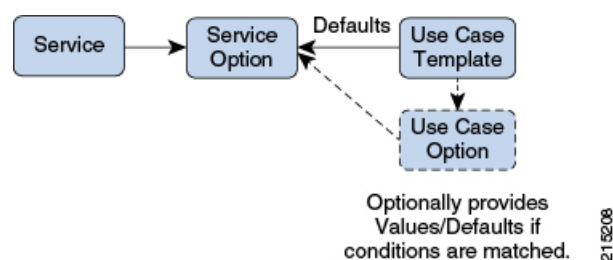 Service
Service
Option
Defaults
Use Case
Template
Use Case
Option
Optionally provides
Values/Defaults if
conditions are matched.
215208